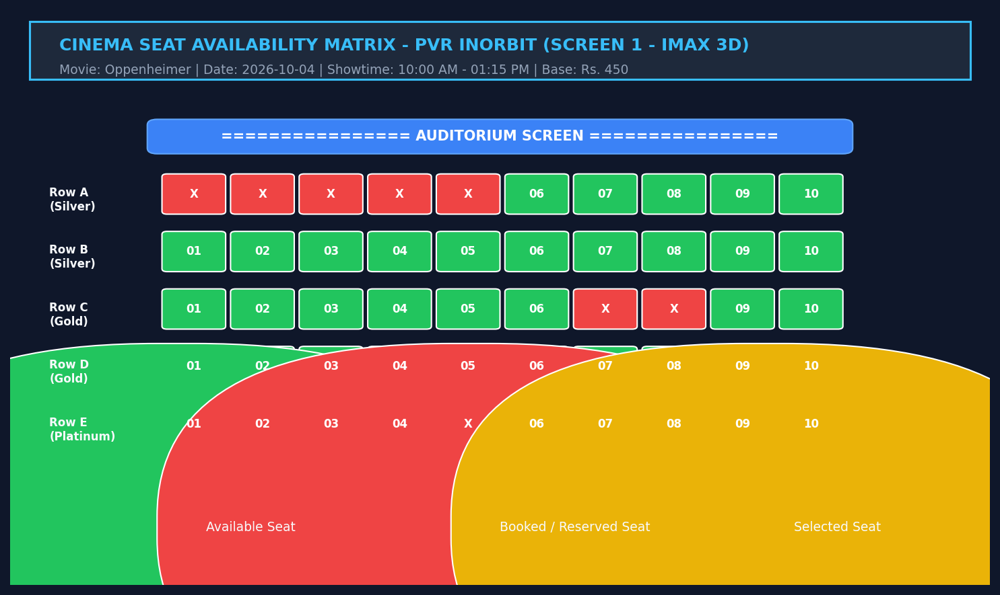 CINEMA SEAT AVAILABILITY MATRIX - PVR INORBIT (SCREEN 1 - IMAX 3D)
Movie: Oppenheimer | Date: 2026-10-04 | Showtime: 10:00 AM - 01:15 PM | Base: Rs. 450
================ AUDITORIUM SCREEN ================
Row A
(Silver)
X X X X X 06 07 08 09 10
Row B
(Silver)
01 02 03 04 05 06 07 08 09 10
Row C
(Gold)
01 02 03 04 05 06 X X 09 10
Row D
(Gold)
01 02 03 04 05 06 07 08 09 10
Row E
(Platinum)
01 02 03 04 X 06 07 08 09 10
Available Seat Booked / Reserved Seat Selected Seat